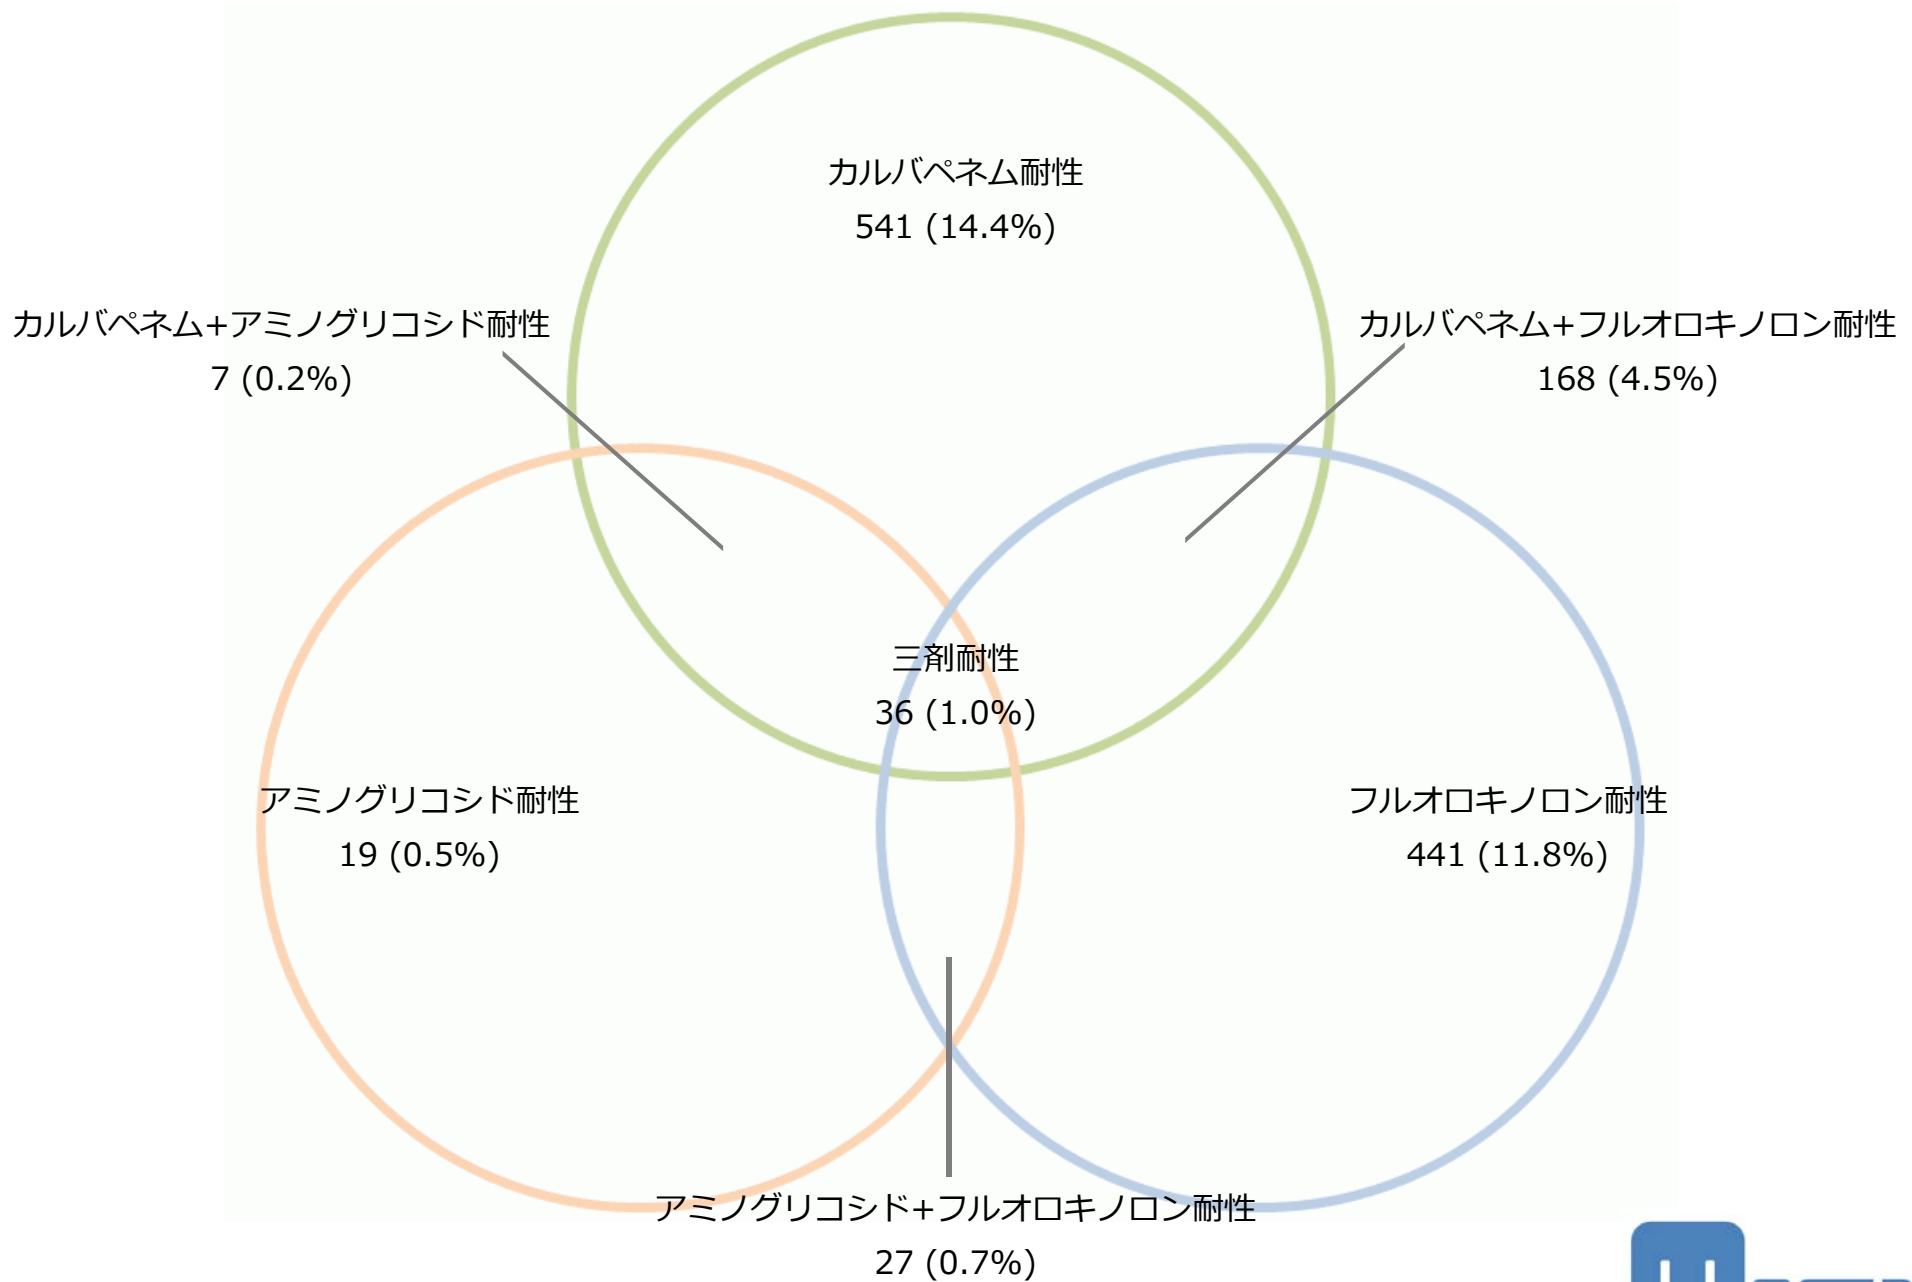 カルバペネム耐性
541 (14.4%)
カルバペネム+アミノグリコシド耐性
7 (0.2%)
カルバペネム+フルオロキノロン耐性
168 (4.5%)
三剤耐性
36 (1.0%)
アミノグリコシド耐性
19 (0.5%)
フルオロキノロン耐性
441 (11.8%)
アミノグリコシド+フルオロキノロン耐性
27 (0.7%)